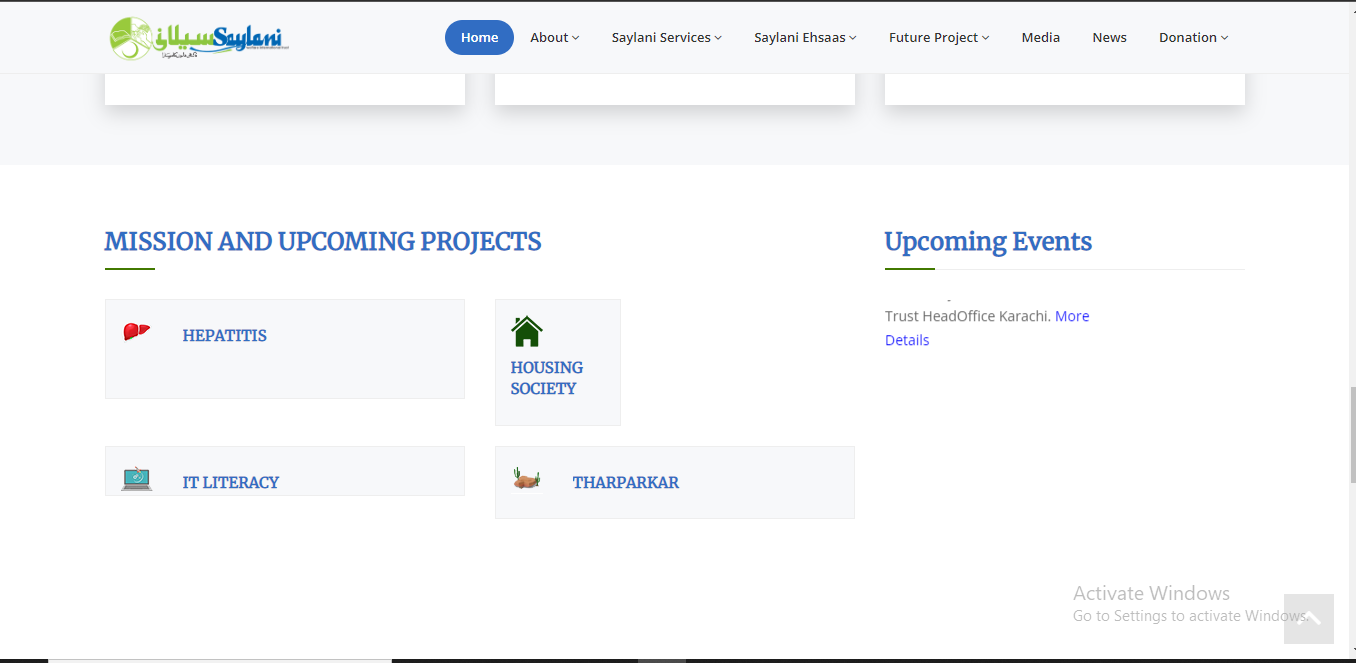 سیلانی Saylani
Home About Saylani Services Saylani Ehsaas Future Project Media News Donation
MISSION AND UPCOMING PROJECTS
Upcoming Events
HEPATITIS
HOUSING
SOCIETY
Trust HeadOffice Karachi. More
Details
IT LITERACY
THARPARKAR
Activate Windows
Go to Settings to activate Windows.